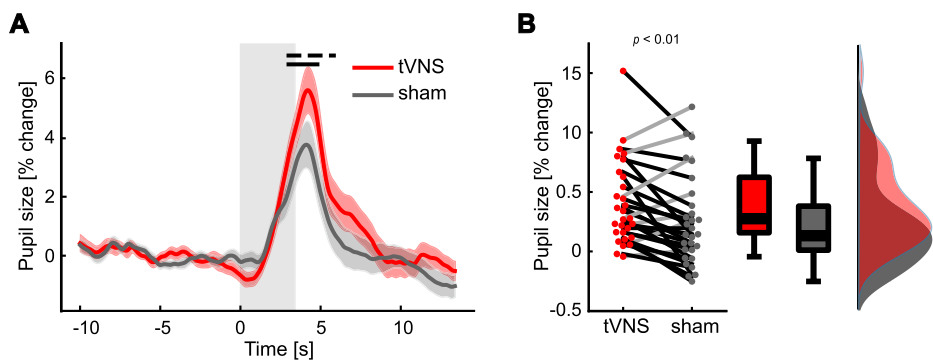 A
Pupil size [% change]
6
4
2
0
-10
-5
0
5
10
Time [s]
tVNS
sham
B
p < 0.01
Pupil size [% change]
15
10
0.5
0
-0.5
tVNS
sham